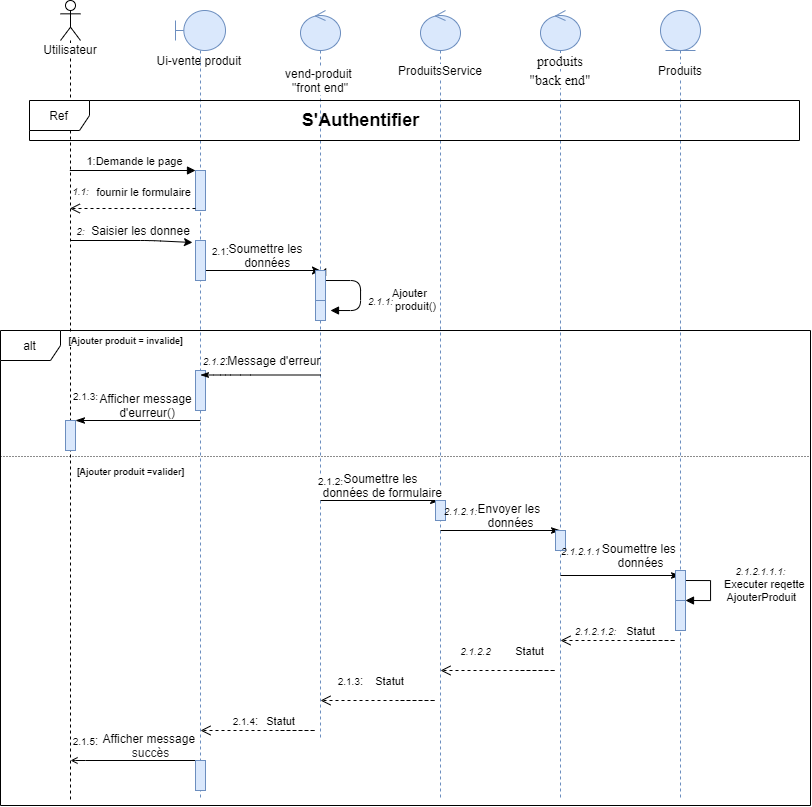 Utilisateur
Ui-vente produit
vend-produit
"front end"
ProduitsService
produits
"back end"
Produits
Ref
S'Authentifier
1:Demande le page
1.1: fournir le formulaire
2: Saisier les donnee
2.1:Soumettre les
données
2.1.1: Ajouter
produit()
alt
[Ajouter produit = invalide]
2.1.2:Message d'erreur
2.1.3: Afficher message
d'eurreur()
[Ajouter produit =valider]
2.1.2:Soumettre les
données de formulaire
2.1.2.1:Envoyer les
données
2.1.2.1.1 Soumettre les
données
2.1.2.1.1.1:
Executer reqette
AjouterProduit
2.1.2.1.2: Statut
2.1.2.2 Statut
2.1.3: Statut
2.1.4: Statut
2.1.5: Afficher message
succès